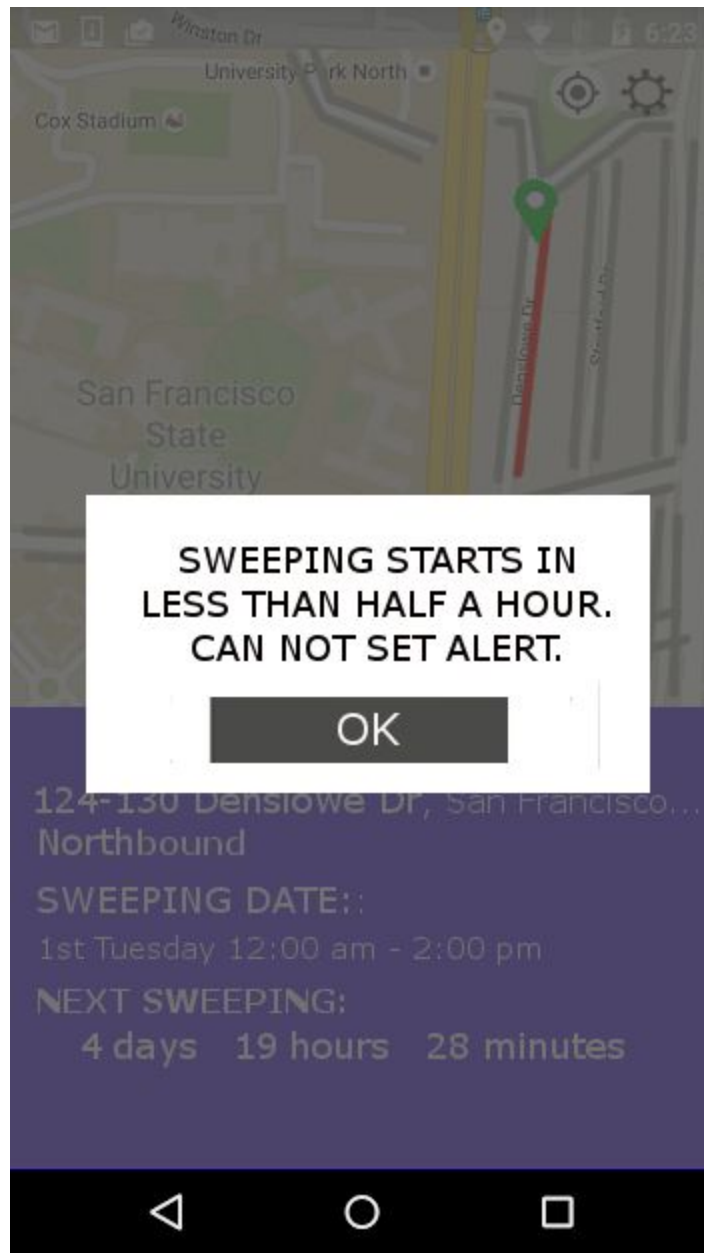 Winston Dr
6:23
University Park North
Cox Stadium
Denslowe Dr
Stratford Dr
San Francisco
State
University
SWEEPING STARTS IN
LESS THAN HALF A HOUR.
CAN NOT SET ALERT.
OK
124-130 Denslowe Dr, San Francisco...
Northbound
SWEEPING DATE::
1st Tuesday 12:00 am - 2:00 pm
NEXT SWEEPING:
4 days 19 hours 28 minutes